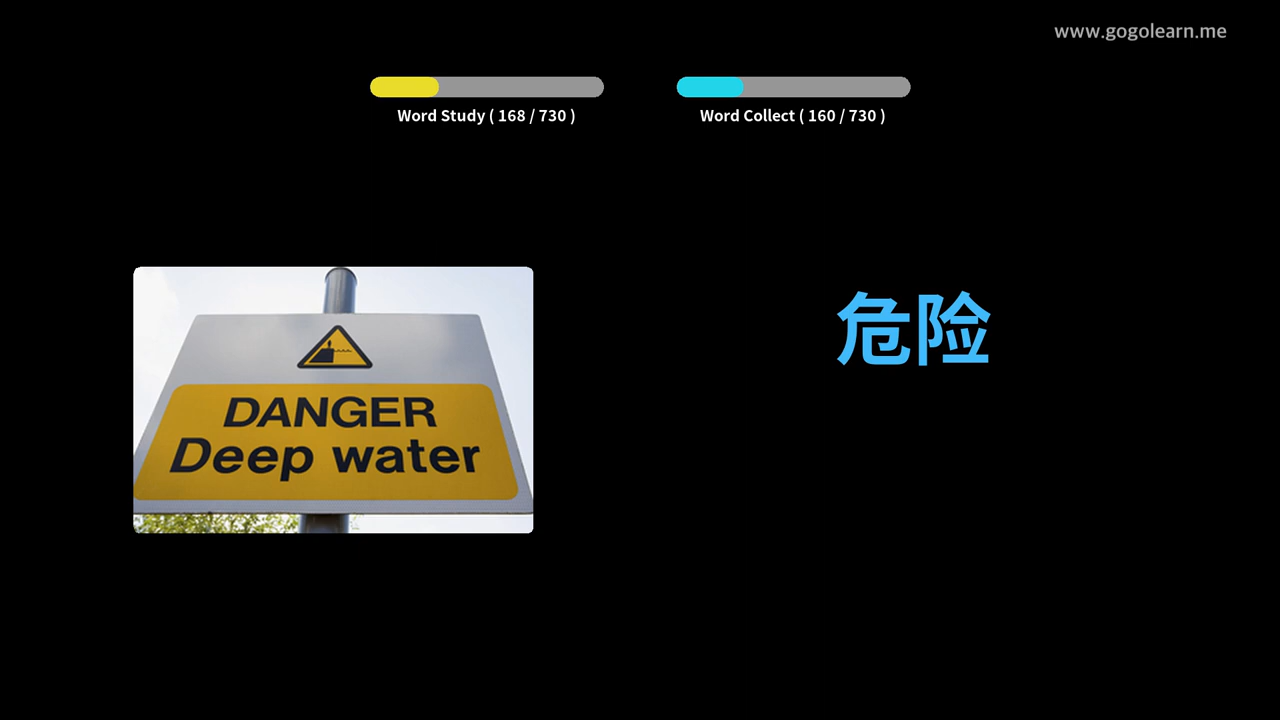 www.gogolearn.me
Word Study ( 168 / 730 )
Word Collect ( 160 / 730 )
危险
DANGER
Deep water